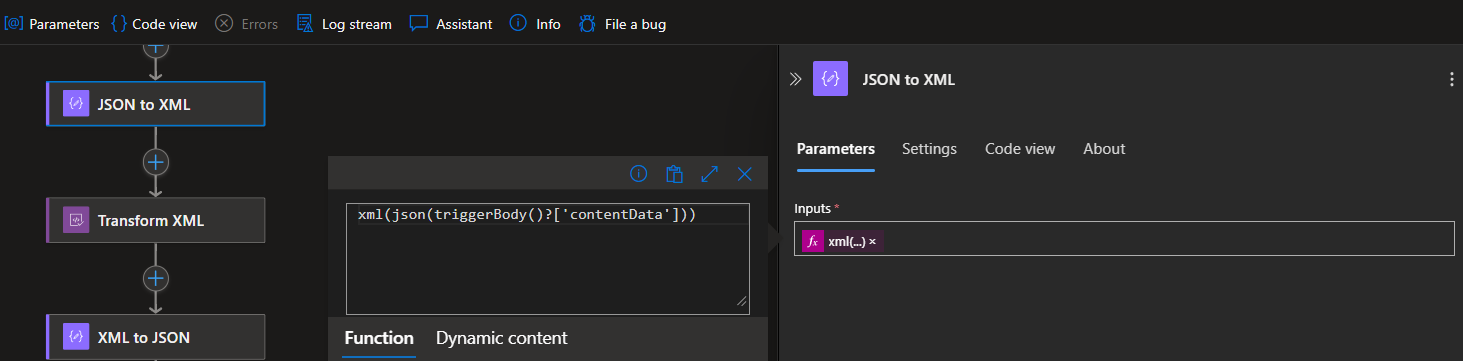 [@] Parameters {} Code view Errors Log stream Assistant Info File a bug
JSON to XML
Transform XML
XML to JSON
xml(json(triggerBody()?['contentData']))
Function Dynamic content
JSON to XML
Parameters Settings Code view About
Inputs *
fx xml(...) ×